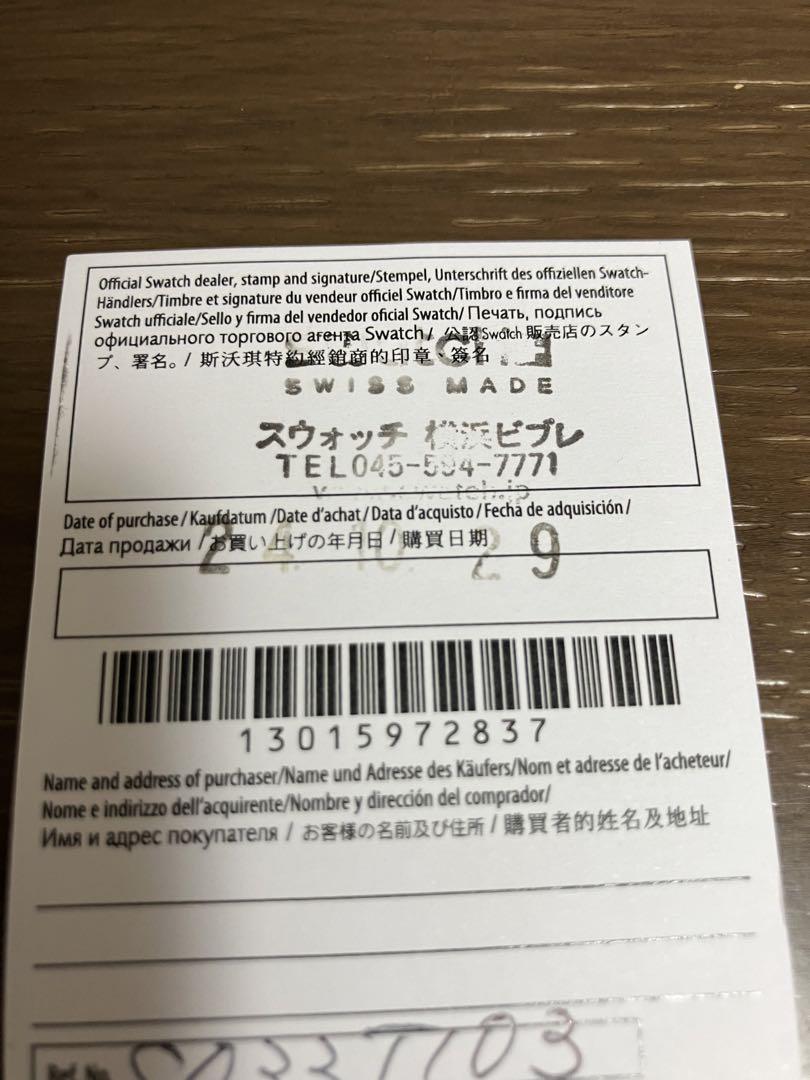 Official Swatch dealer, stamp and signature/Stempel, Unterschrift des offiziellen Swatch-
Händlers/Timbre et signature du vendeur officiel Swatch/Timbro e firma del venditore
Swatch ufficiale/Sello y firma del vendedor oficial Swatch/ Печать, подпись
официального торгового агента Swatch/ 公認Swatch 販売店のスタン
プ、署名。/ 斯沃琪特約經銷商的印章、簽名
SWISS MADE
スウォッチ 横浜ビブレ
TEL045-594-7771
Date of purchase/Kaufdatum/Date d'achat/Data d'acquisto/Fecha de adquisición/
Дата продажи /お買い上げの年月日/購買日期
24. 10. 29
13015972837
Name and address of purchaser/Name und Adresse des Käufers/Nom et adresse de l'acheteur/
Nome e indirizzo dell'acquirente/Nombre y dirección del comprador/
Имя и адрес покупателя / お客様の名前及び住所 / 購買者的姓名及地址
Ref. No.